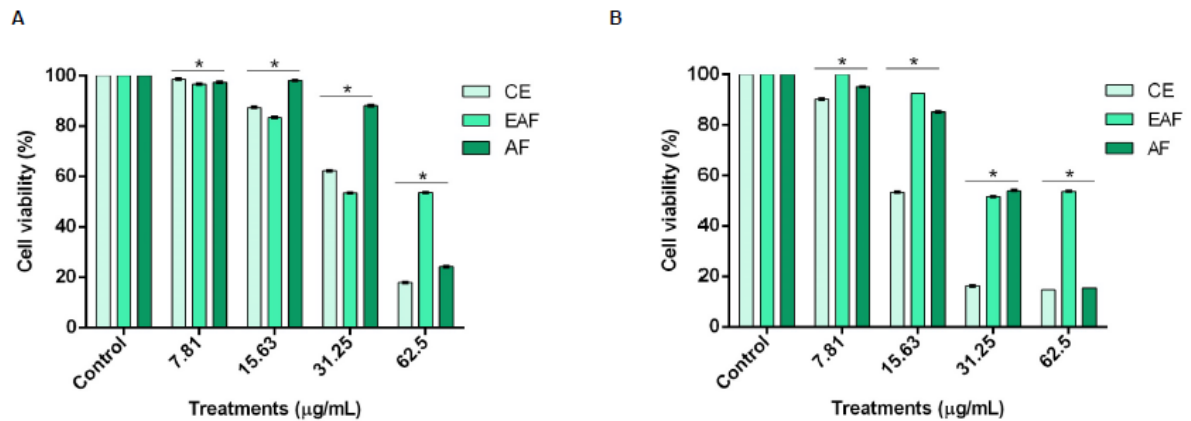 A
B
Cell viability (%)
100
80
60
40
20
0
*
*
*
*
CE
EAF
AF
Control
7.81
15.63
31.25
62.5
Treatments (μg/mL)
Cell viability (%)
100
80
60
40
20
0
*
*
*
*
CE
EAF
AF
Control
7.81
15.63
31.25
62.5
Treatments (μg/mL)